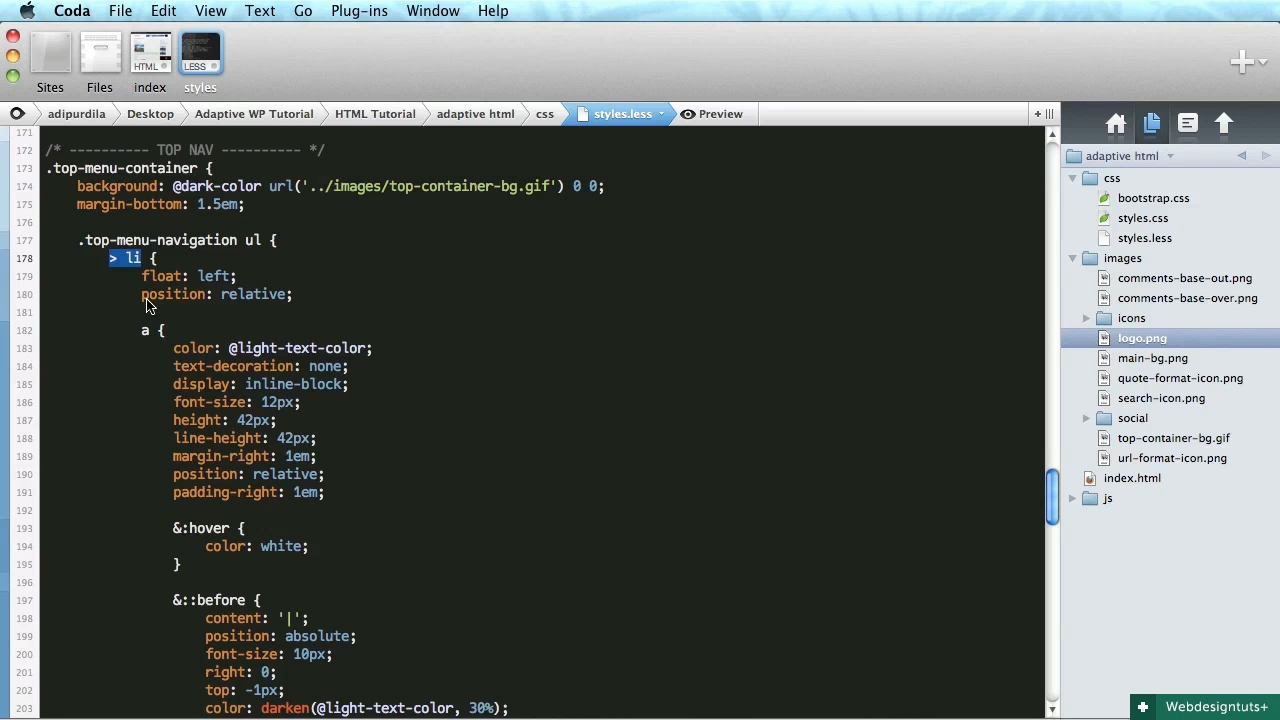 Coda File Edit View Text Go Plug-ins Window Help
HTML LESS
Sites Files index styles
adipurdila Desktop Adaptive WP Tutorial HTML Tutorial adaptive html css styles.less Preview
adaptive html
171
172 /* ---------- TOP NAV ---------- */
173 .top-menu-container {
174 background: @dark-color url('../images/top-container-bg.gif') 0 0;
175 margin-bottom: 1.5em;
176
177 .top-menu-navigation ul {
178 > li {
179 float: left;
180 position: relative;
181
182 a {
183 color: @light-text-color;
184 text-decoration: none;
185 display: inline-block;
186 font-size: 12px;
187 height: 42px;
188 line-height: 42px;
189 margin-right: 1em;
190 position: relative;
191 padding-right: 1em;
192
193 &:hover {
194 color: white;
195 }
196
197 &::before {
198 content: '|';
199 position: absolute;
200 font-size: 10px;
201 right: 0;
202 top: -1px;
203 color: darken(@light-text-color, 30%);
css
bootstrap.css
styles.css
styles.less
images
comments-base-out.png
comments-base-over.png
icons
logo.png
main-bg.png
quote-format-icon.png
search-icon.png
social
top-container-bg.gif
url-format-icon.png
index.html
js
Webdesigntuts+